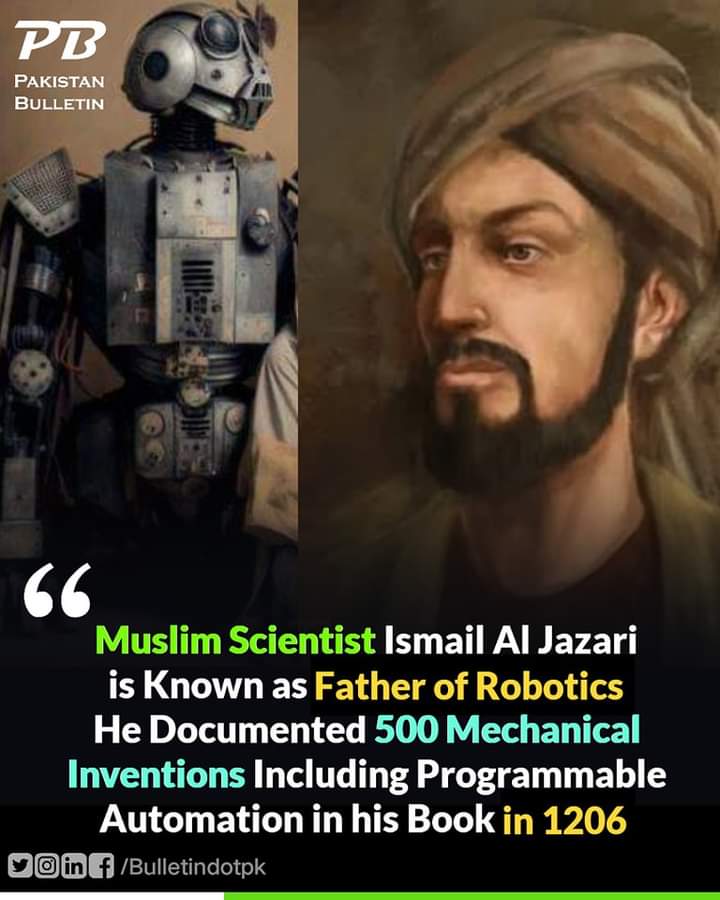 PB
PAKISTAN
BULLETIN
“
Muslim Scientist Ismail Al Jazari
is Known as Father of Robotics
He Documented 500 Mechanical
Inventions Including Programmable
Automation in his Book in 1206
/Bulletindotpk